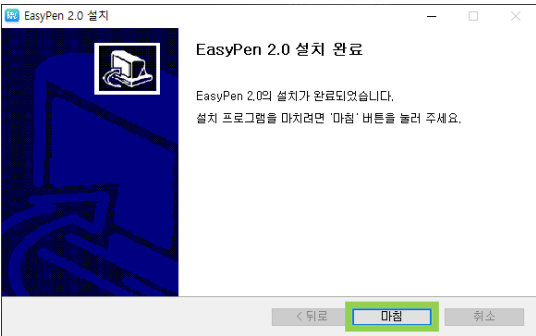 EasyPen 2.0 설치
EasyPen 2.0 설치 완료
EasyPen 2.0의 설치가 완료되었습니다.
설치 프로그램을 마치려면 '마침' 버튼을 눌러 주세요.
< 뒤로
마침
취소